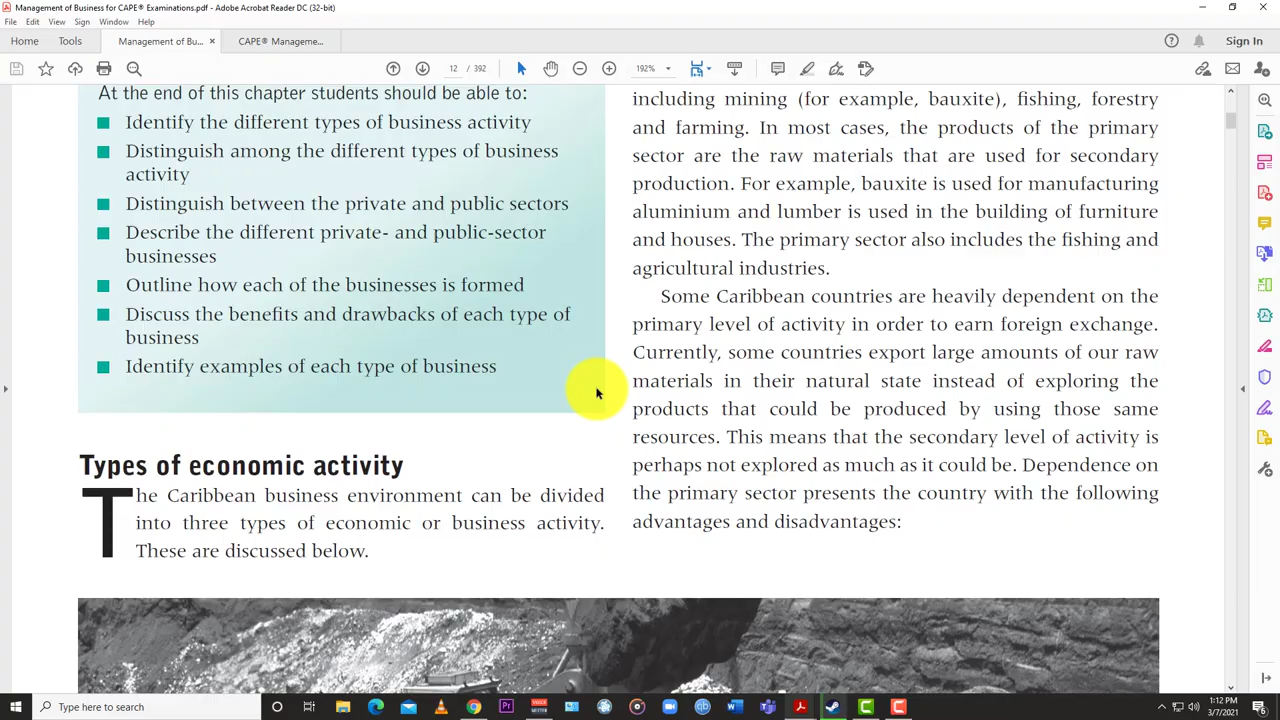 Management of Business for CAPE® Examinations.pdf - Adobe Acrobat Reader DC (32-bit)
File Edit View Sign Window Help
Home Tools Management of Bu... × CAPE® Manageme... Sign In
12 / 392 192%
At the end of this chapter students should be able to:
Identify the different types of business activity
Distinguish among the different types of business
activity
Distinguish between the private and public sectors
Describe the different private- and public-sector
businesses
Outline how each of the businesses is formed
Discuss the benefits and drawbacks of each type of
business
Identify examples of each type of business
Types of economic activity
The Caribbean business environment can be divided
into three types of economic or business activity.
These are discussed below.
including mining (for example, bauxite), fishing, forestry
and farming. In most cases, the products of the primary
sector are the raw materials that are used for secondary
production. For example, bauxite is used for manufacturing
aluminium and lumber is used in the building of furniture
and houses. The primary sector also includes the fishing and
agricultural industries.
Some Caribbean countries are heavily dependent on the
primary level of activity in order to earn foreign exchange.
Currently, some countries export large amounts of our raw
materials in their natural state instead of exploring the
products that could be produced by using those same
resources. This means that the secondary level of activity is
perhaps not explored as much as it could be. Dependence on
the primary sector presents the country with the following
advantages and disadvantages:
Type here to search
1:12 PM
3/7/2021